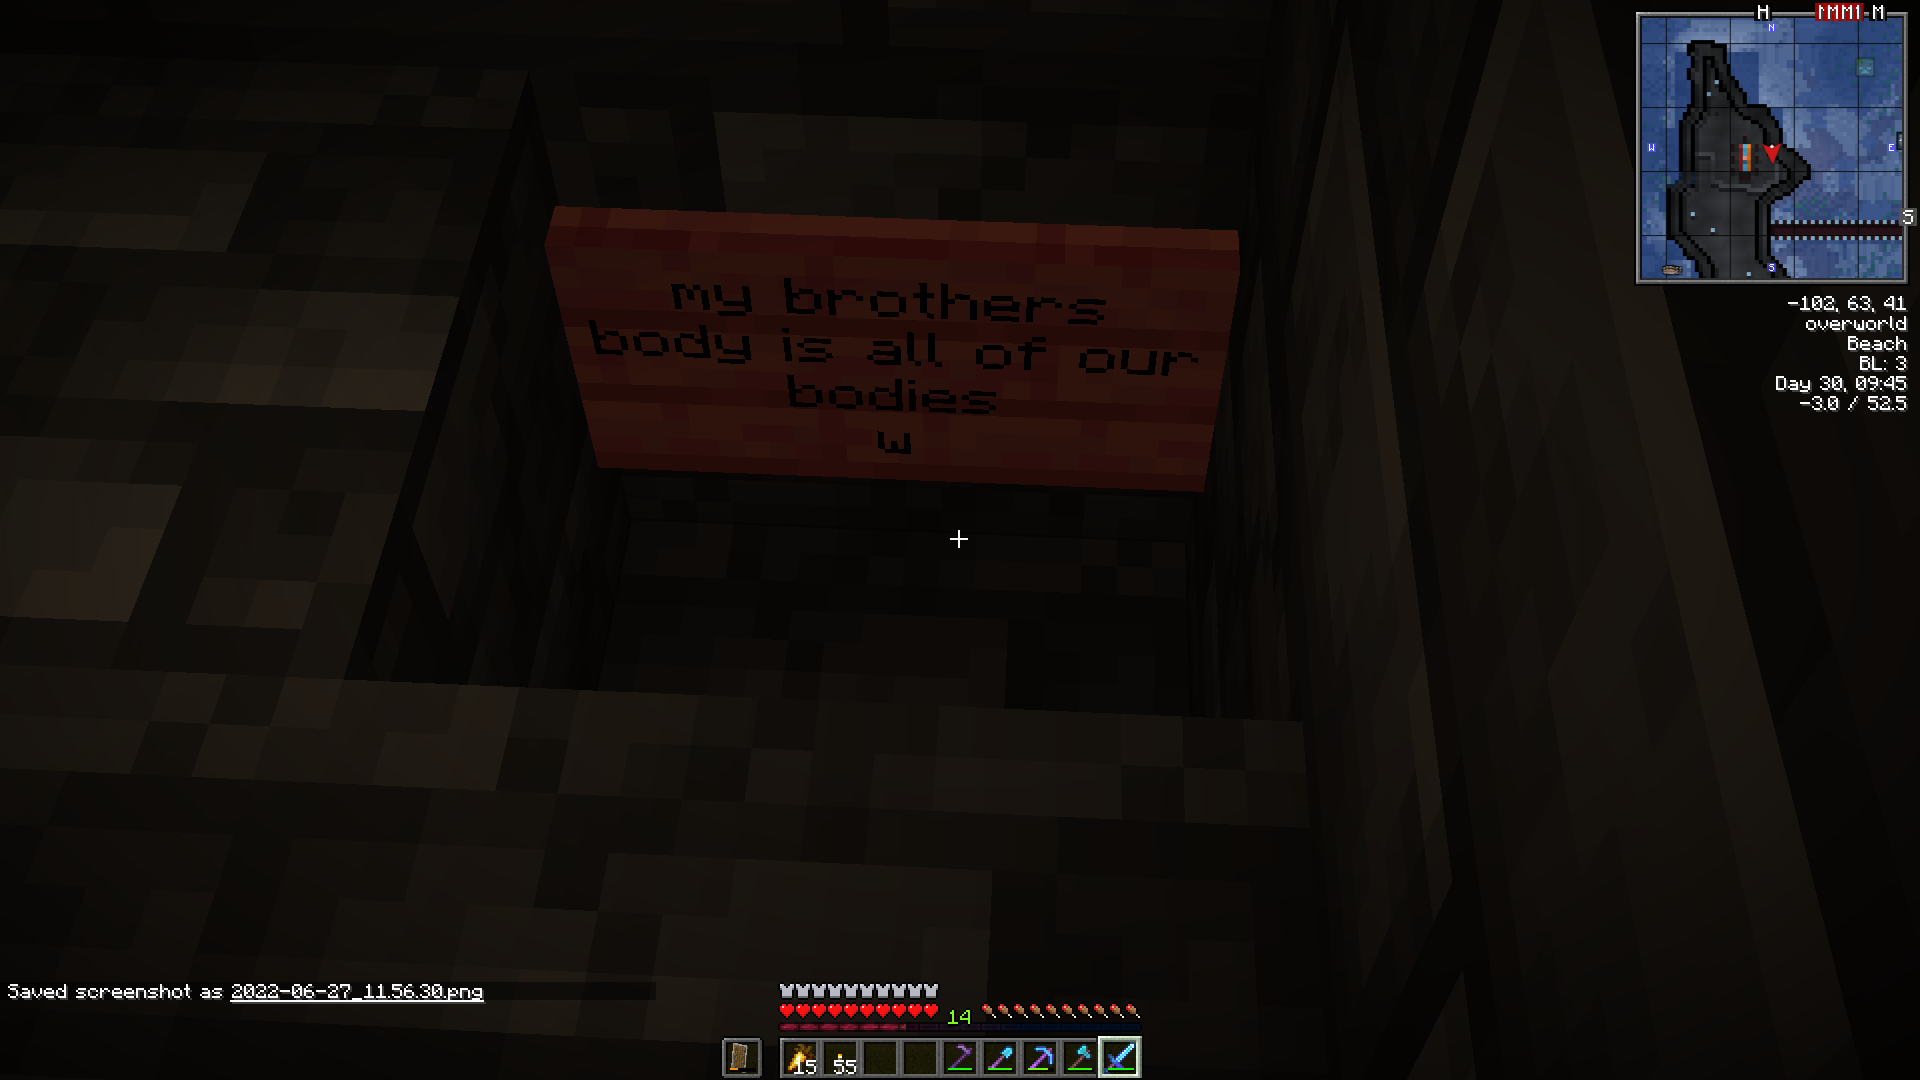 H 1MM1 M
N
W
E
S
S
-102, 63, 41
overworld
Beach
BL: 3
Day 30, 09:45
-3.0 / 52.5
my brothers
body is all of our
bodies
w
Saved screenshot as 2022-06-27_11.56.30.png
14
15 55